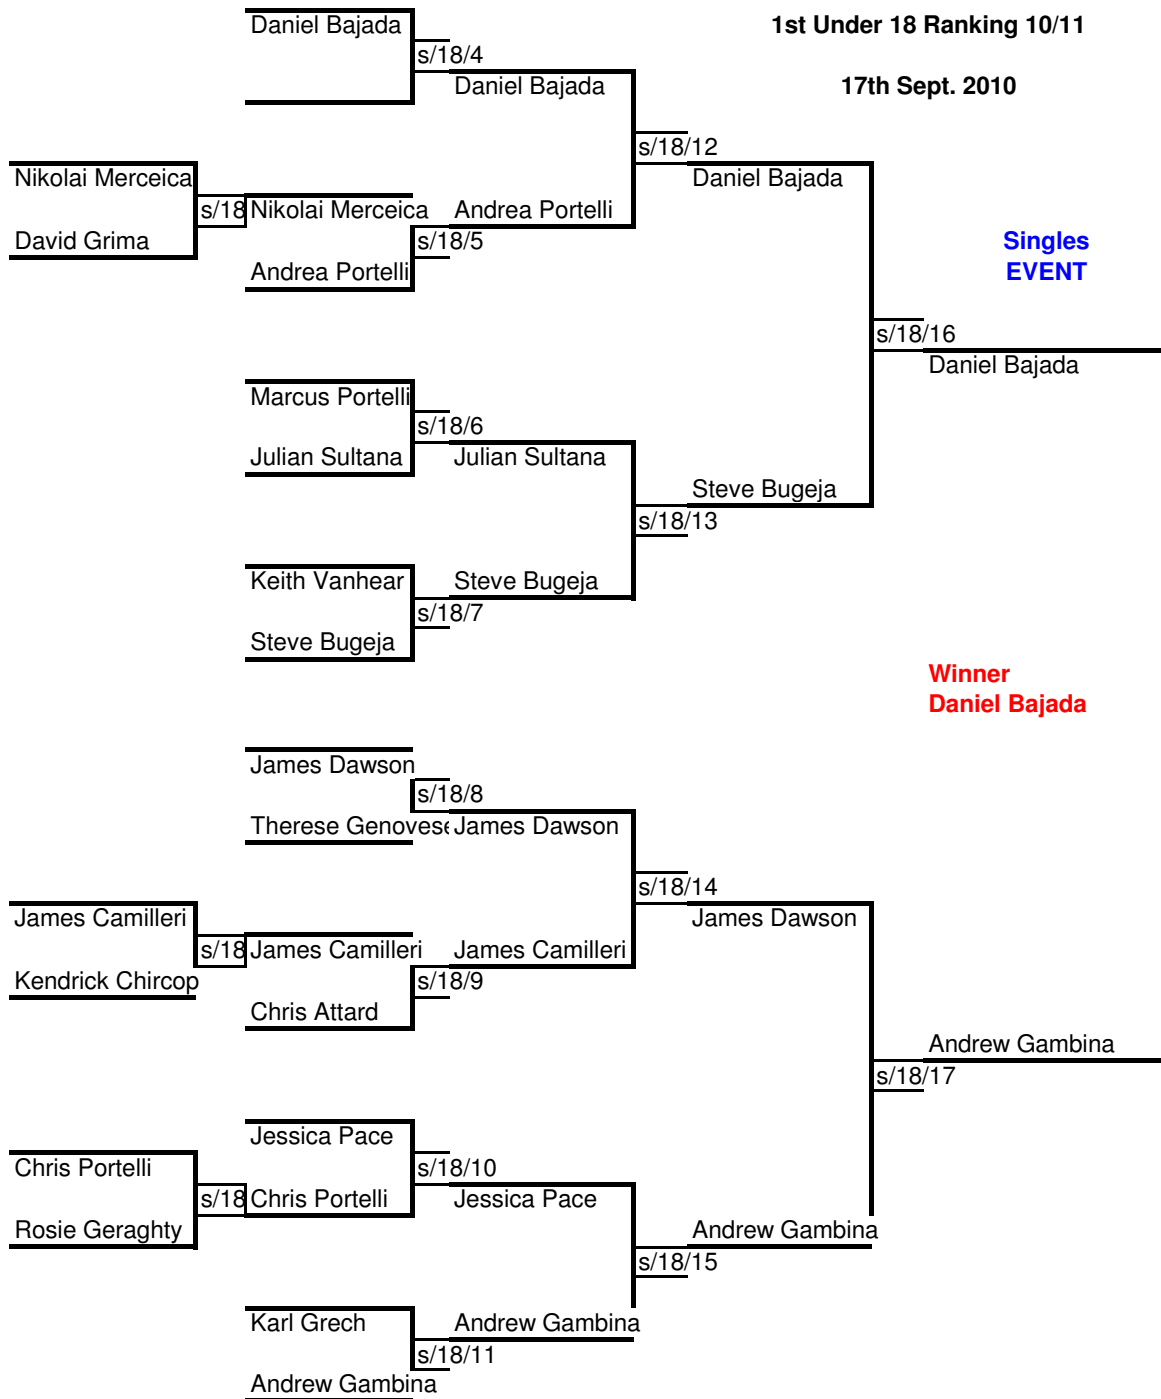 Daniel Bajada
1st Under 18 Ranking 10/11
s/18/4
Daniel Bajada
17th Sept. 2010
s/18/12
Nikolai Merceica
Daniel Bajada
s/18
Nikolai Merceica
Andrea Portelli
David Grima
s/18/5
Singles
EVENT
Andrea Portelli
s/18/16
Daniel Bajada
Marcus Portelli
s/18/6
Julian Sultana
Julian Sultana
Steve Bugeja
s/18/13
Keith Vanhear
Steve Bugeja
s/18/7
Steve Bugeja
Winner
Daniel Bajada
James Dawson
s/18/8
Therese Genovese
James Dawson
s/18/14
James Camilleri
James Dawson
s/18
James Camilleri
James Camilleri
Kendrick Chircop
s/18/9
Chris Attard
Andrew Gambina
s/18/17
Jessica Pace
Chris Portelli
s/18/10
s/18
Chris Portelli
Jessica Pace
Rosie Geraghty
Andrew Gambina
s/18/15
Karl Grech
Andrew Gambina
s/18/11
Andrew Gambina